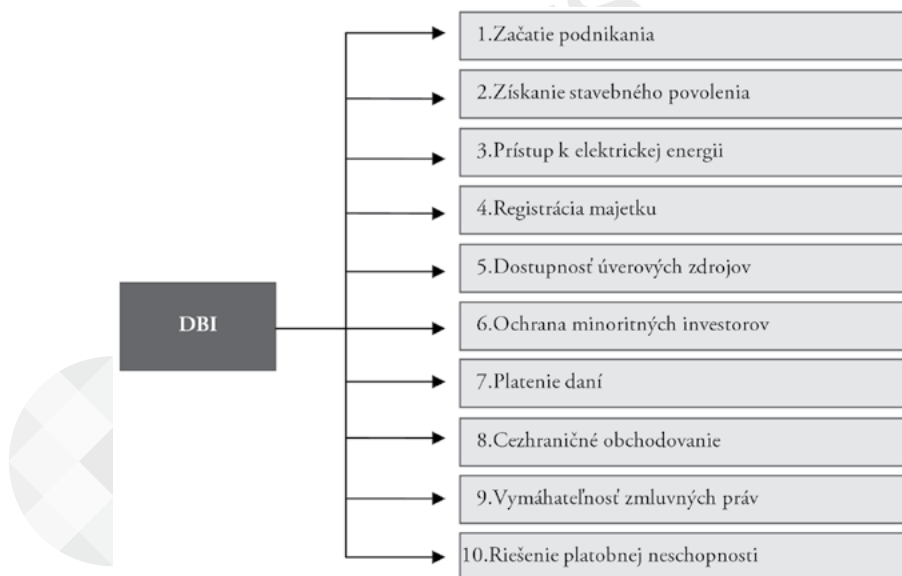 1.Začatie podnikania
2.Získanie stavebného povolenia
3.Prístup k elektrickej energii
4.Registrácia majetku
5.Dostupnosť úverových zdrojov
DBI
6.Ochrana minoritných investorov
7.Platenie daní
8.Cezhraničné obchodovanie
9.Vymáhateľnosť zmluvných práv
10.Riešenie platobnej neschopnosti